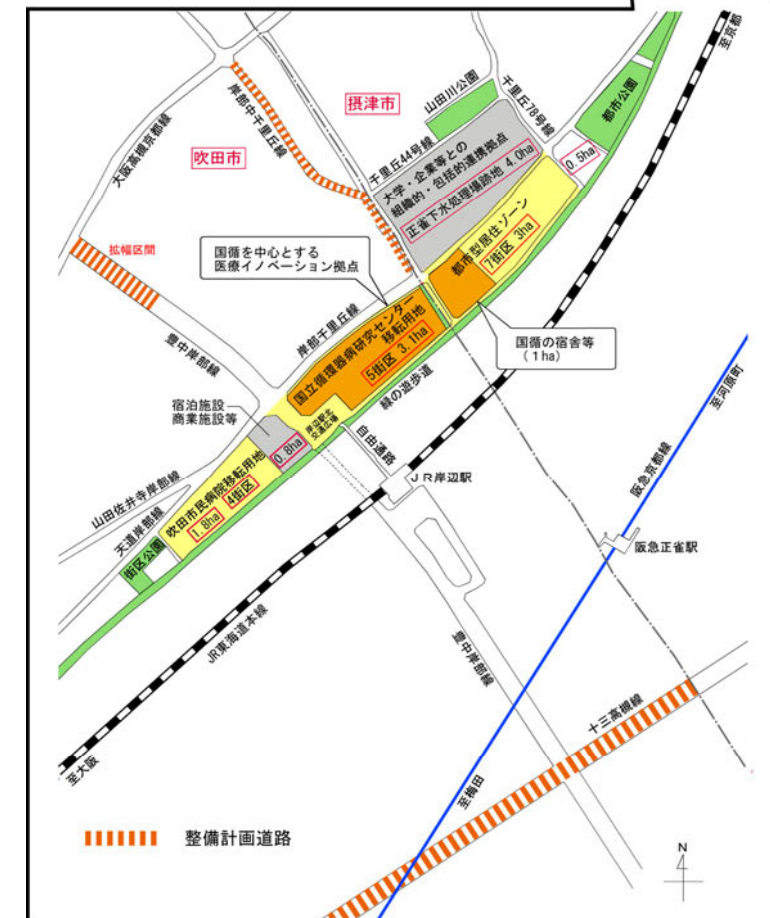 至京都
都市公園
千里丘78号線
山田川公園
摂津市
岸部中千里丘線
大阪高槻京都線
吹田市
千里丘44号線
大学・企業等との
組織的・包括的連携拠点
正雀下水処理場跡地 4.0ha
0.5ha
都市型居住ゾーン
7街区 3ha
拡幅区間
国循を中心とする
医療イノベーション拠点
岸部千里丘線
国立循環器病研究センター
移転用地
5街区 3.1ha
国循の宿舎等
(1ha)
豊中岸部線
緑の遊歩道
至河原町
宿泊施設
商業施設等
岸辺駅北
交通広場
自由通路
0.8ha
阪急京都線
JR岸辺駅
山田佐井寺岸部線
吹田市民病院移転用地
1.8ha
4街区
天道岸部線
街区公園
阪急正雀駅
JR東海道本線
豊中岸部線
十三高槻線
至大阪
至梅田
整備計画道路
N